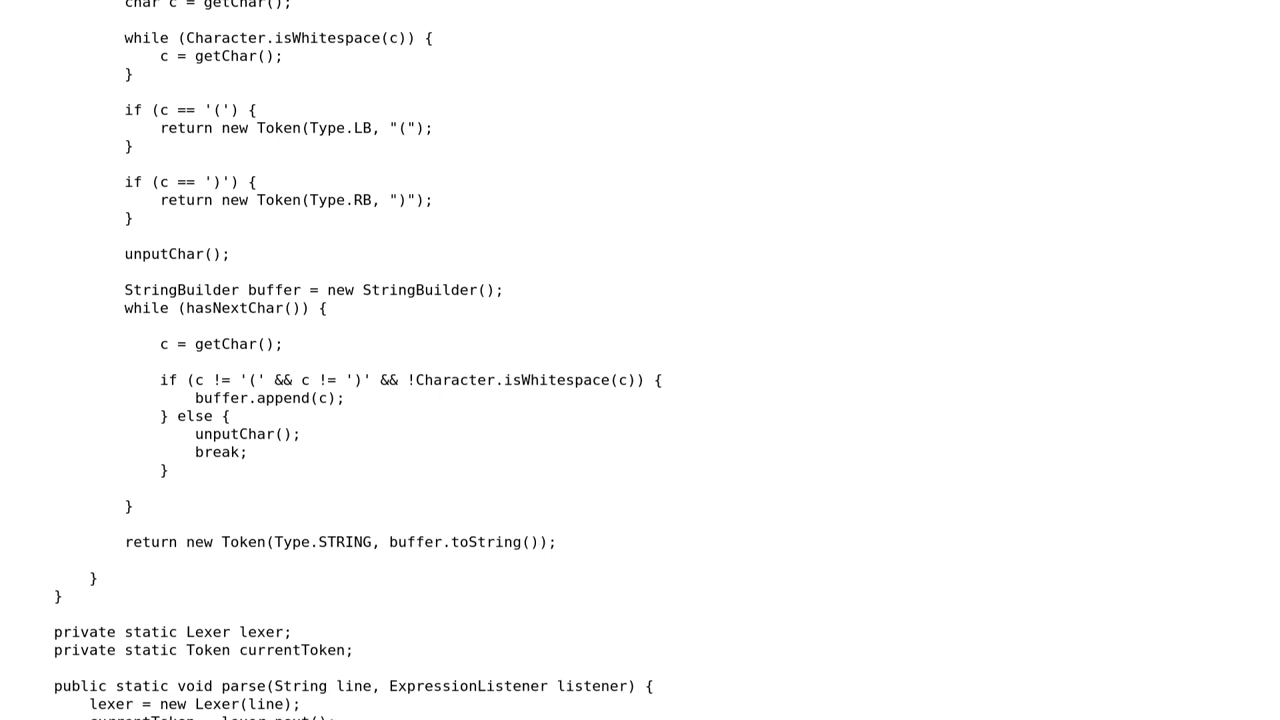 char c = getChar();
while (Character.isWhitespace(c)) {
c = getChar();
}
if (c == '(') {
return new Token(Type.LB, "(");
}
if (c == ')') {
return new Token(Type.RB, ")");
}
unputChar();
StringBuilder buffer = new StringBuilder();
while (hasNextChar()) {
c = getChar();
if (c != '(' && c != ')' && !Character.isWhitespace(c)) {
buffer.append(c);
} else {
unputChar();
break;
}
}
return new Token(Type.STRING, buffer.toString());
}
}
private static Lexer lexer;
private static Token currentToken;
public static void parse(String line, ExpressionListener listener) {
lexer = new Lexer(line);
currentToken = lexer.next();